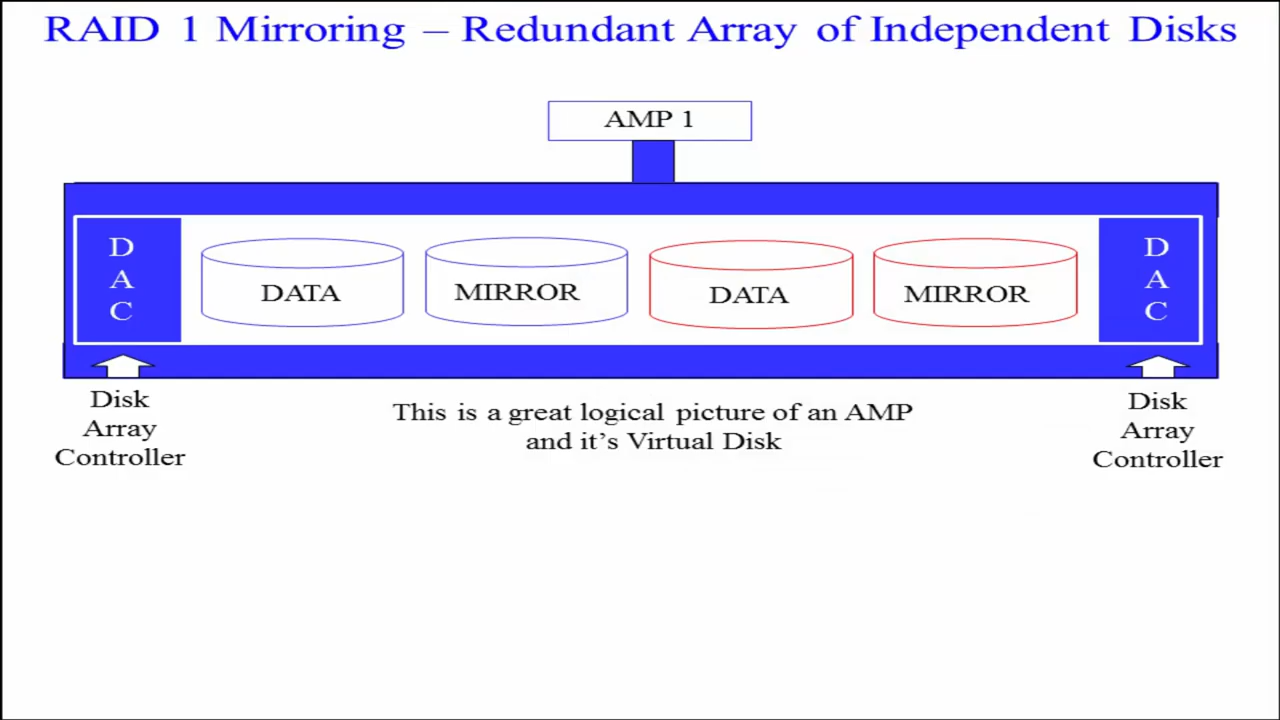 RAID 1 Mirroring – Redundant Array of Independent Disks
AMP 1
D
A
C
DATA
MIRROR
DATA
MIRROR
D
A
C
Disk
Array
Controller
This is a great logical picture of an AMP
and it’s Virtual Disk
Disk
Array
Controller